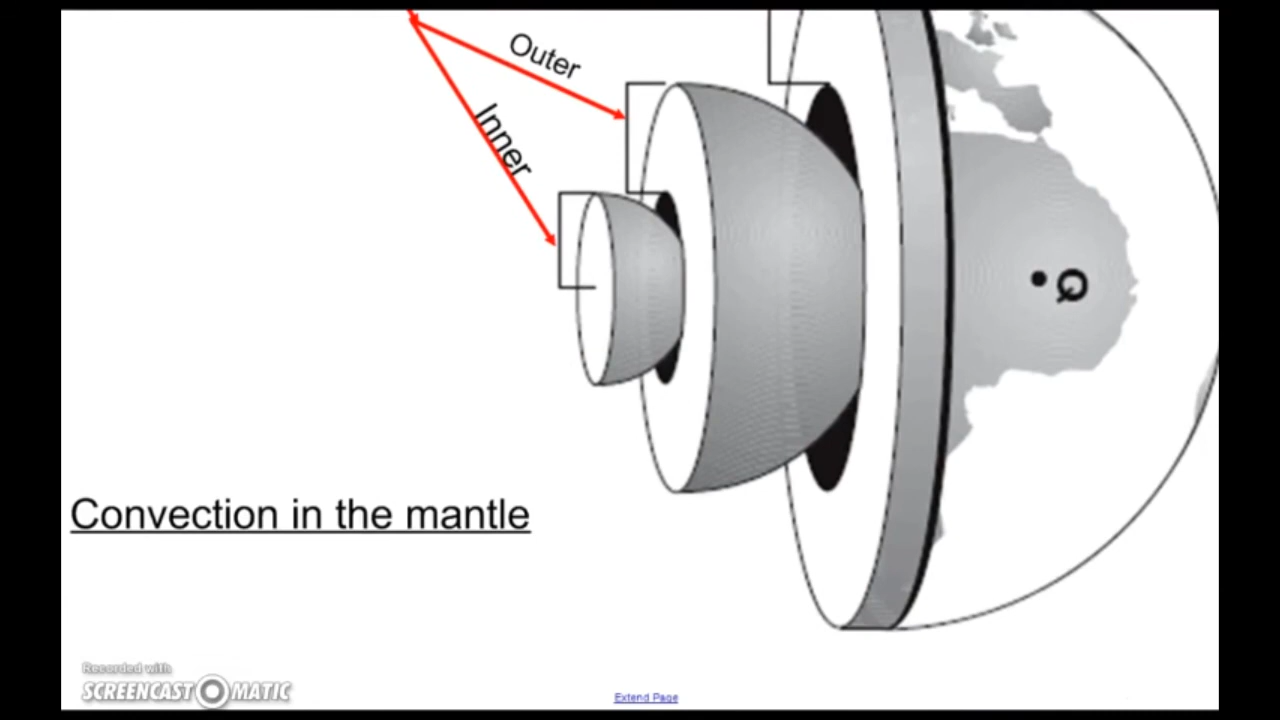 Outer
Inner
Q
Convection in the mantle
Recorded with
SCREENCAST-O-MATIC
Extend Page